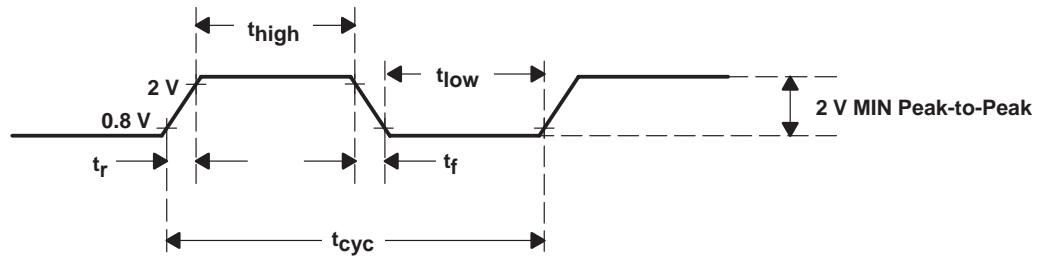 thigh
2 V
tlow
0.8 V
2 V MIN Peak-to-Peak
tr
tf
tcyc